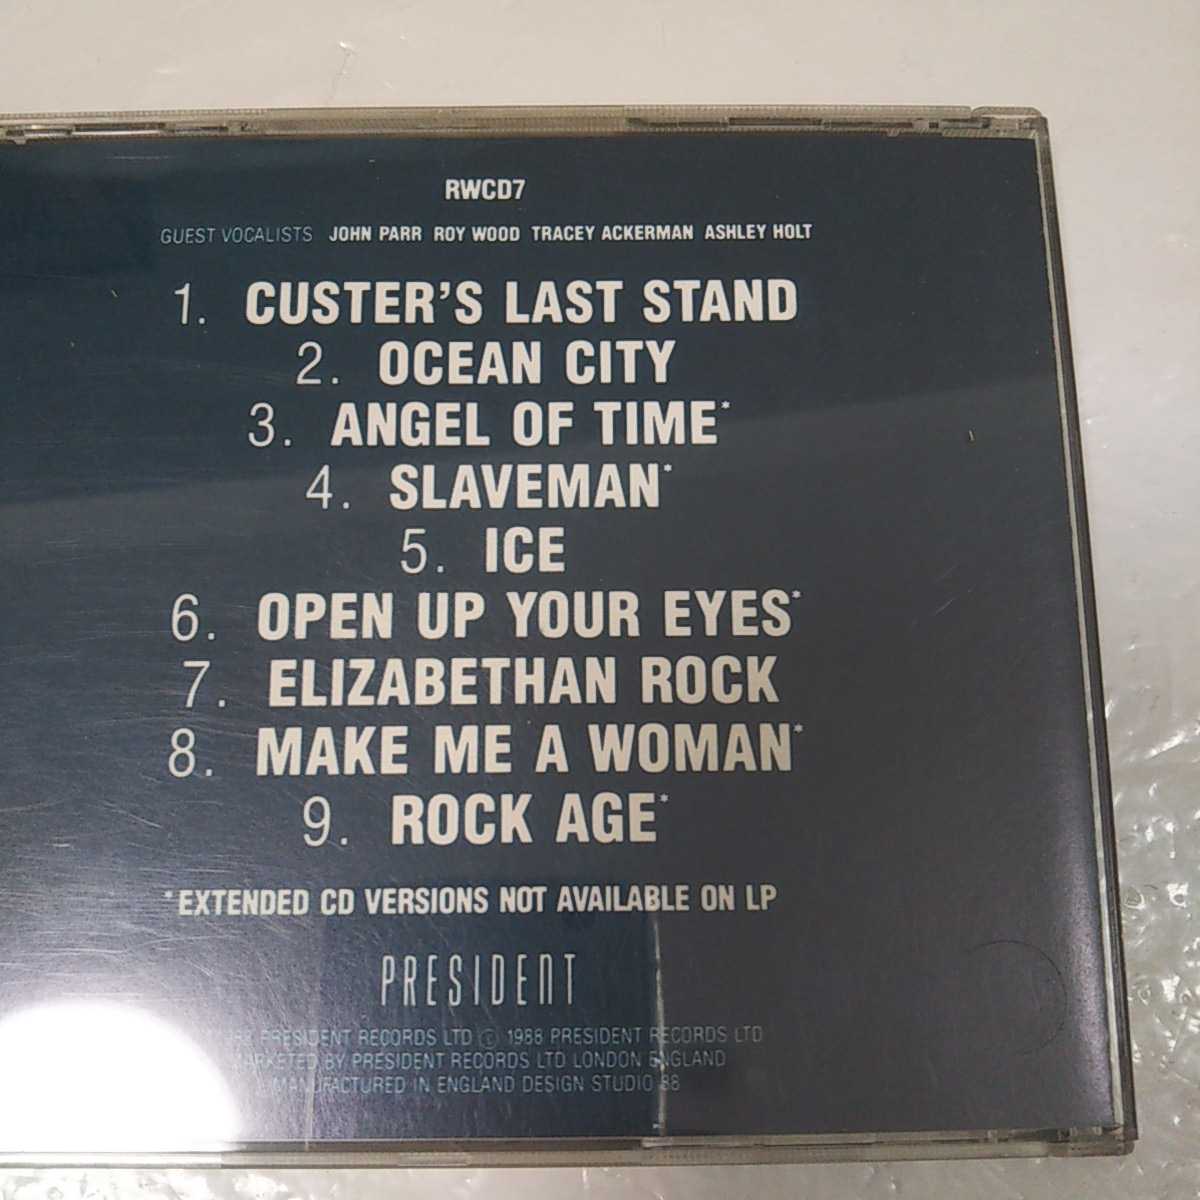 RWCD7
GUEST VOCALISTS JOHN PARR ROY WOOD TRACEY ACKERMAN ASHLEY HOLT
1. CUSTER'S LAST STAND
2. OCEAN CITY
3. ANGEL OF TIME*
4. SLAVEMAN*
5. ICE
6. OPEN UP YOUR EYES*
7. ELIZABETHAN ROCK
8. MAKE ME A WOMAN*
9. ROCK AGE*
*EXTENDED CD VERSIONS NOT AVAILABLE ON LP
PRESIDENT
PRESIDENT RECORDS LTD © 1988 PRESIDENT RECORDS LTD
MARKETED BY PRESIDENT RECORDS LTD LONDON ENGLAND
MANUFACTURED IN ENGLAND DESIGN STUDIO 88